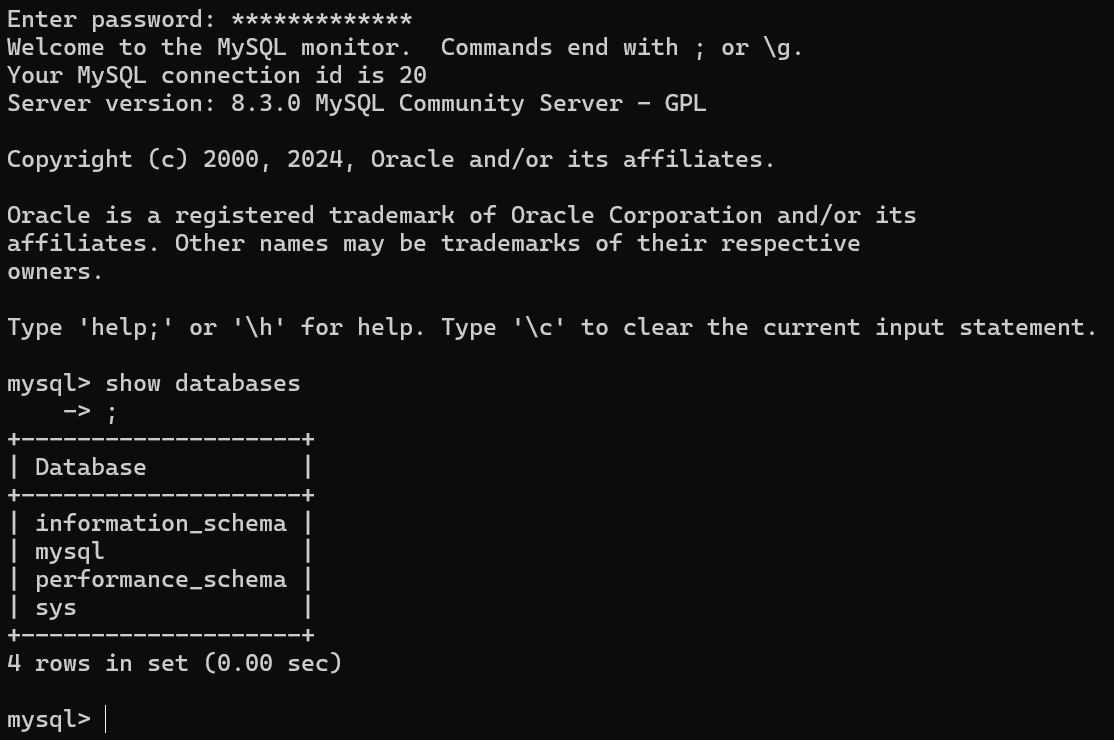 Enter password: *************
Welcome to the MySQL monitor.  Commands end with ; or \g.
Your MySQL connection id is 20
Server version: 8.3.0 MySQL Community Server - GPL

Copyright (c) 2000, 2024, Oracle and/or its affiliates.

Oracle is a registered trademark of Oracle Corporation and/or its
affiliates. Other names may be trademarks of their respective
owners.

Type 'help;' or '\h' for help. Type '\c' to clear the current input statement.

mysql> show databases
    -> ;
+--------------------+
| Database           |
+--------------------+
| information_schema |
| mysql              |
| performance_schema |
| sys                |
+--------------------+
4 rows in set (0.00 sec)

mysql>